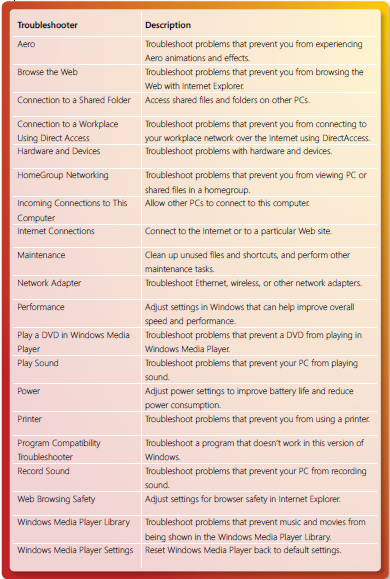 Troubleshooter Description
Aero Troubleshoot problems that prevent you from experiencing
Aero animations and effects.
Browse the Web Troubleshoot problems that prevent you from browsing the
Web with Internet Explorer.
Connection to a Shared Folder Access shared files and folders on other PCs.
Connection to a Workplace Troubleshoot problems that prevent you from connecting to
Using Direct Access your workplace network over the Internet using DirectAccess.
Hardware and Devices Troubleshoot problems with hardware and devices.
HomeGroup Networking Troubleshoot problems that prevent you from viewing PC or
shared files in a homegroup.
Incoming Connections to This Allow other PCs to connect to this computer.
Computer
Internet Connections Connect to the Internet or to a particular Web site.
Maintenance Clean up unused files and shortcuts, and perform other
maintenance tasks.
Network Adapter Troubleshoot Ethernet, wireless, or other network adapters.
Performance Adjust settings in Windows that can help improve overall
speed and performance.
Play a DVD in Windows Media Troubleshoot problems that prevent a DVD from playing in
Player Windows Media Player.
Play Sound Troubleshoot problems that prevent your PC from playing
sound.
Power Adjust power settings to improve battery life and reduce
power consumption.
Printer Troubleshoot problems that prevent you from using a printer.
Program Compatibility Troubleshoot a program that doesn't work in this version of
Troubleshooter Windows.
Record Sound Troubleshoot problems that prevent your PC from recording
sound.
Web Browsing Safety Adjust settings for browser safety in Internet Explorer.
Windows Media Player Library Troubleshoot problems that prevent music and movies from
being shown in the Windows Media Player Library.
Windows Media Player Settings Reset Windows Media Player back to default settings.